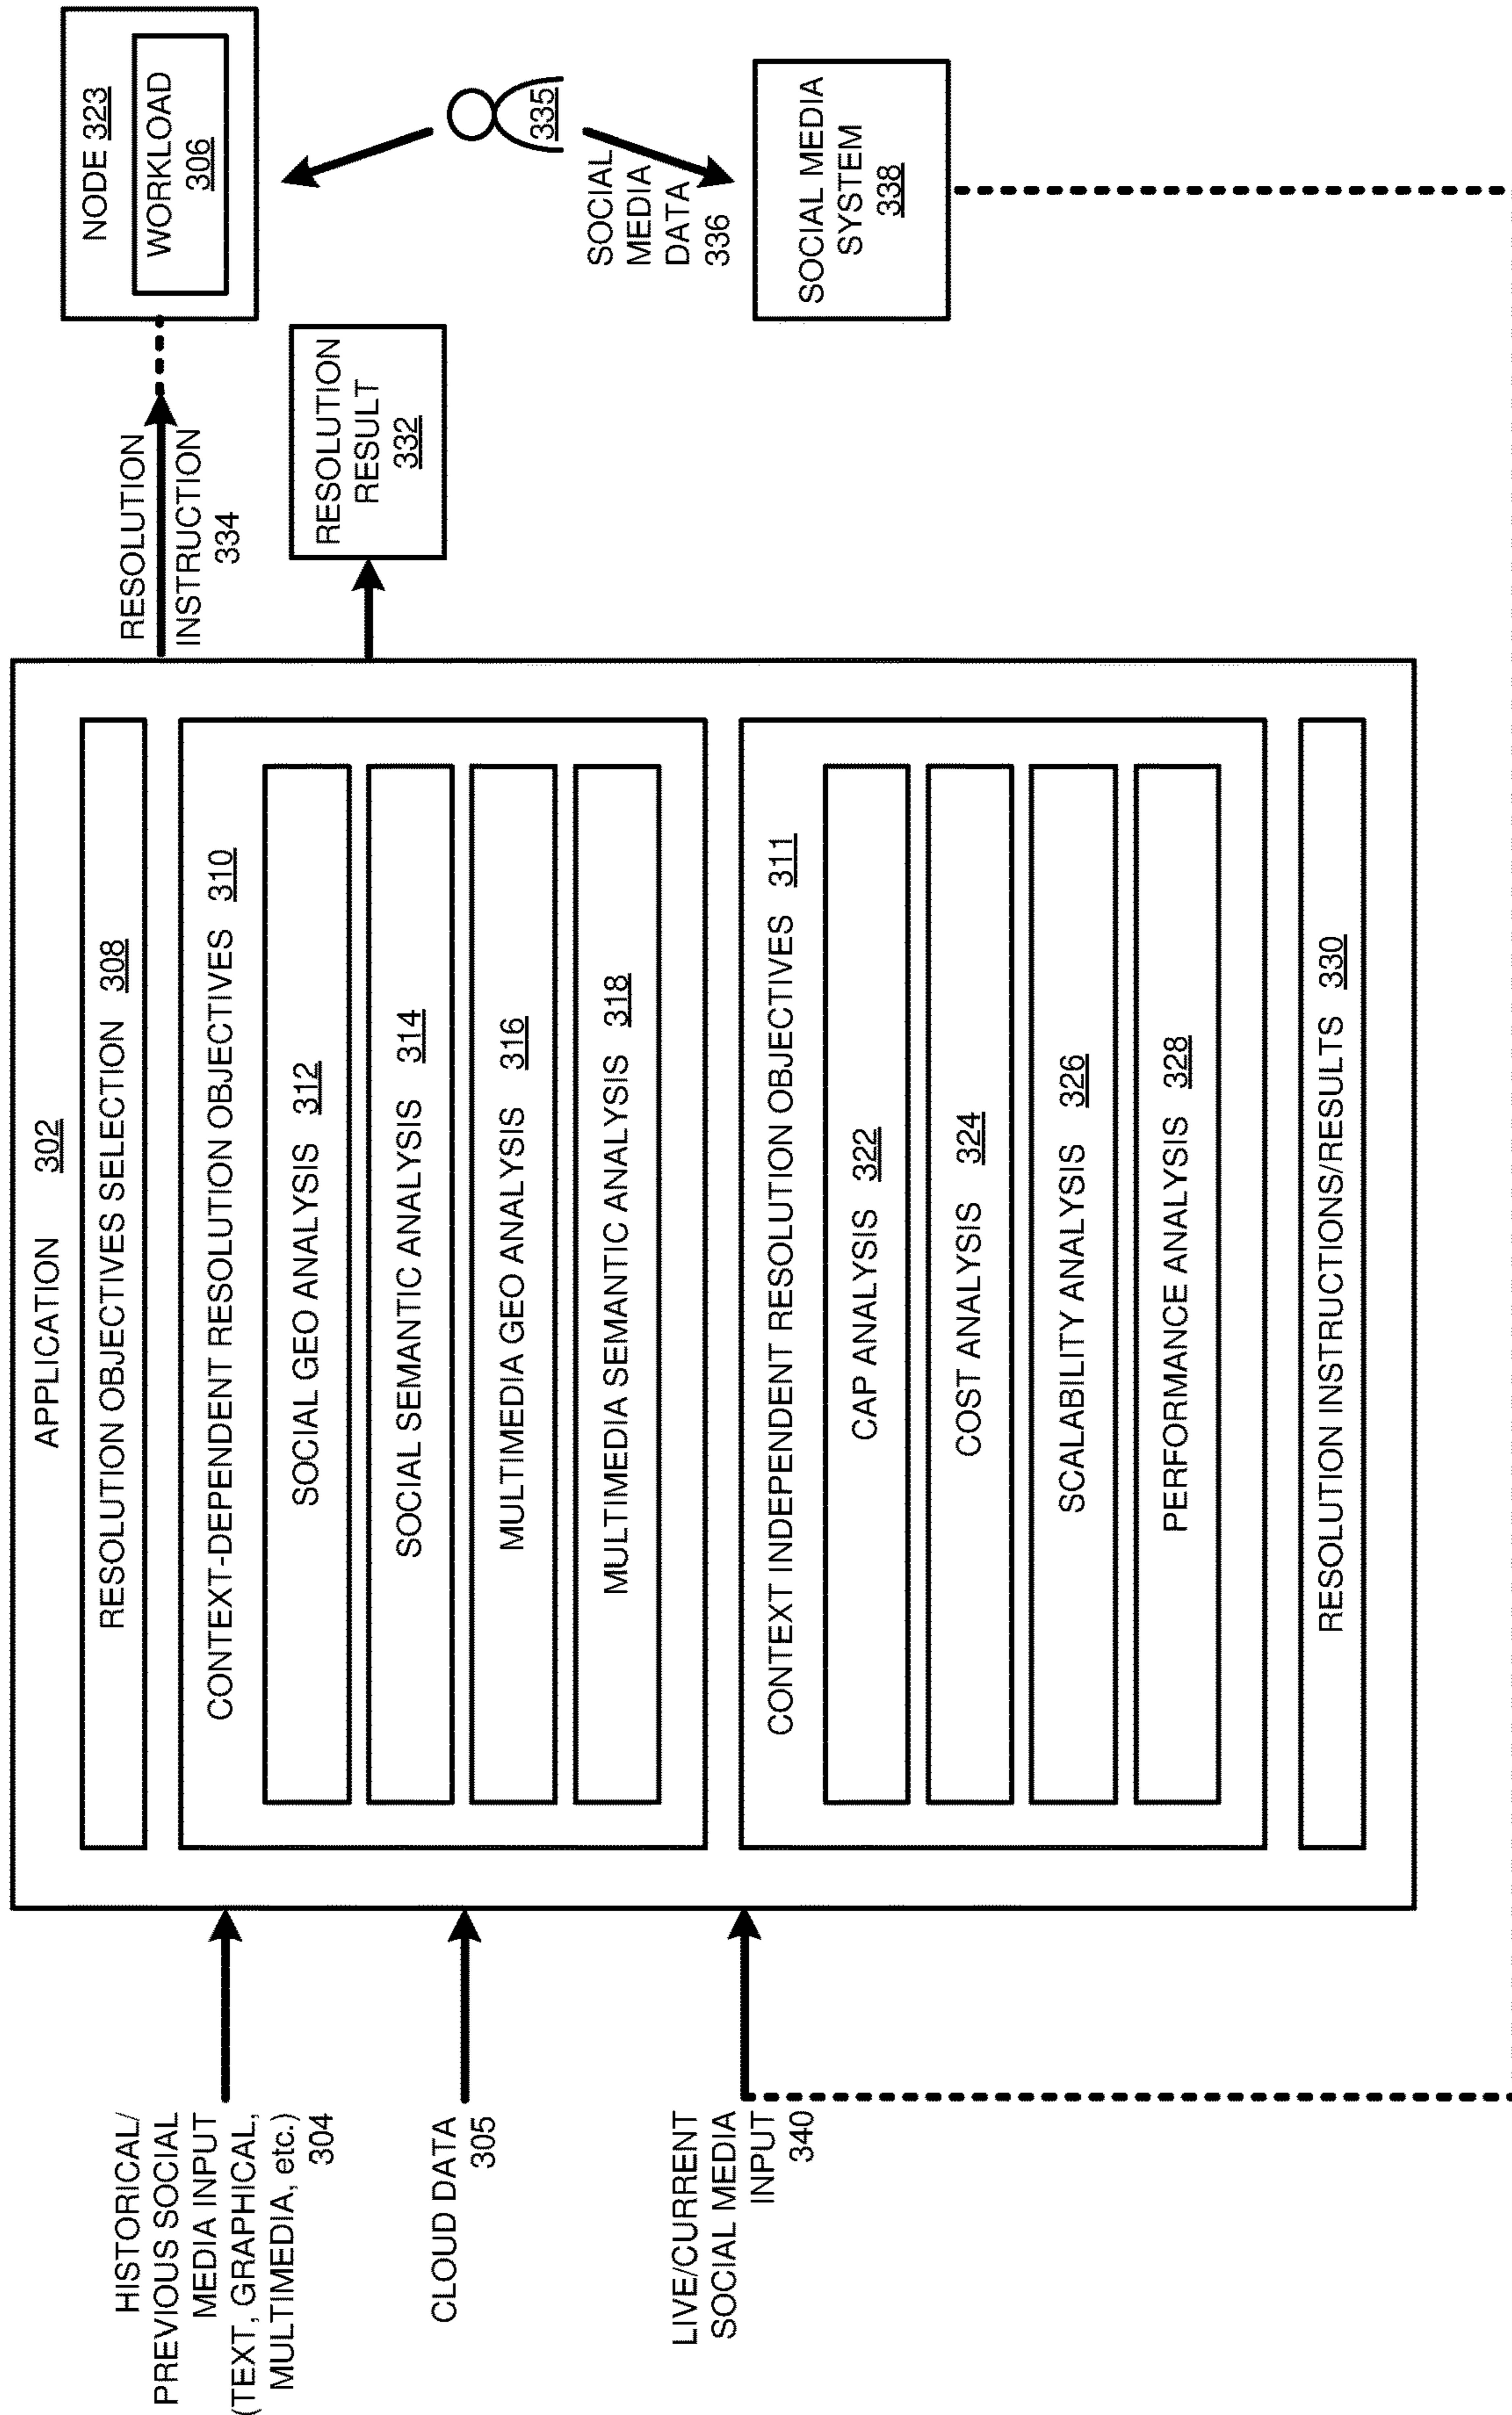 HISTORICAL/
PREVIOUS SOCIAL
MEDIA INPUT
(TEXT, GRAPHICAL,
MULTIMEDIA, etc.)
304
CLOUD DATA
305
LIVE/CURRENT
SOCIAL MEDIA
INPUT
340
APPLICATION 302
RESOLUTION OBJECTIVES SELECTION 308
CONTEXT-DEPENDENT RESOLUTION OBJECTIVES 310
SOCIAL GEO ANALYSIS 312
SOCIAL SEMANTIC ANALYSIS 314
MULTIMEDIA GEO ANALYSIS 316
MULTIMEDIA SEMANTIC ANALYSIS 318
CONTEXT INDEPENDENT RESOLUTION OBJECTIVES 311
CAP ANALYSIS 322
COST ANALYSIS 324
SCALABILITY ANALYSIS 326
PERFORMANCE ANALYSIS 328
RESOLUTION INSTRUCTIONS/RESULTS 330
RESOLUTION
INSTRUCTION
334
RESOLUTION
RESULT
332
NODE 323
WORKLOAD
306
335
SOCIAL
MEDIA
DATA
336
SOCIAL MEDIA
SYSTEM
338